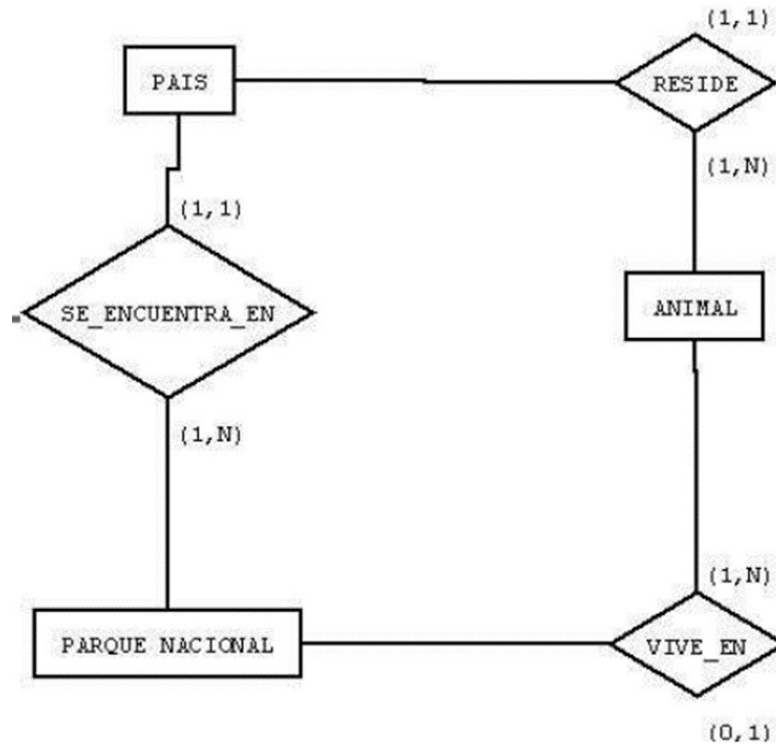 (1,1)
PAIS
RESIDE
(1,N)
(1,1)
SE_ENCUENTRA_EN
ANIMAL
(1,N)
(1,N)
PARQUE NACIONAL
VIVE_EN
(0,1)